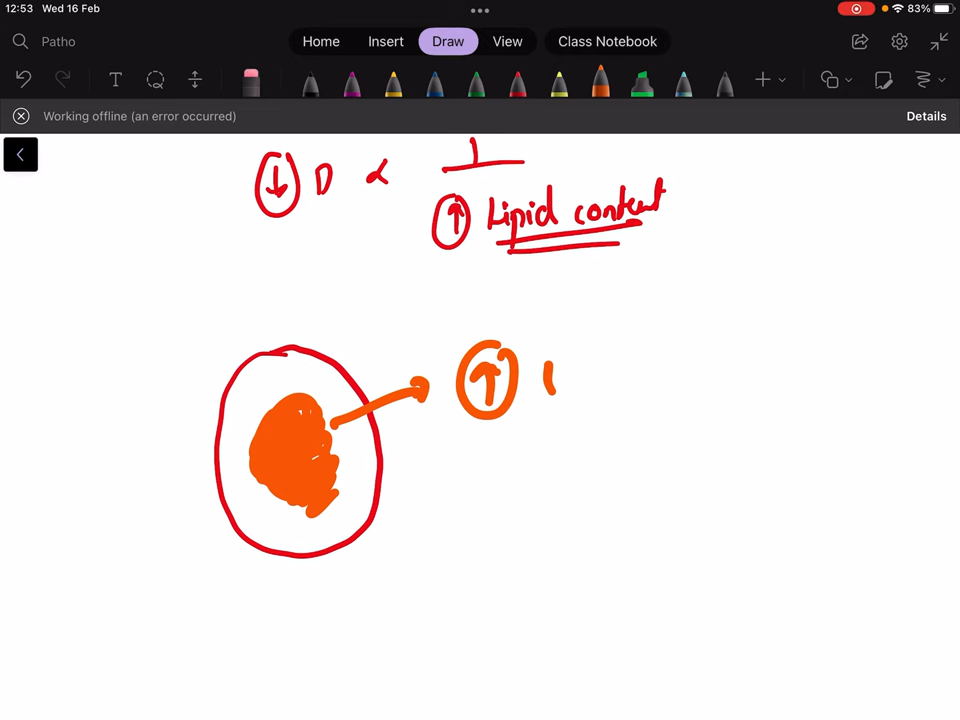 12:53 Wed 16 Feb
83%
Patho
Home Insert Draw View Class Notebook
Working offline (an error occurred)
Details
↓ D ∝ 1
↑ Lipid content
↑